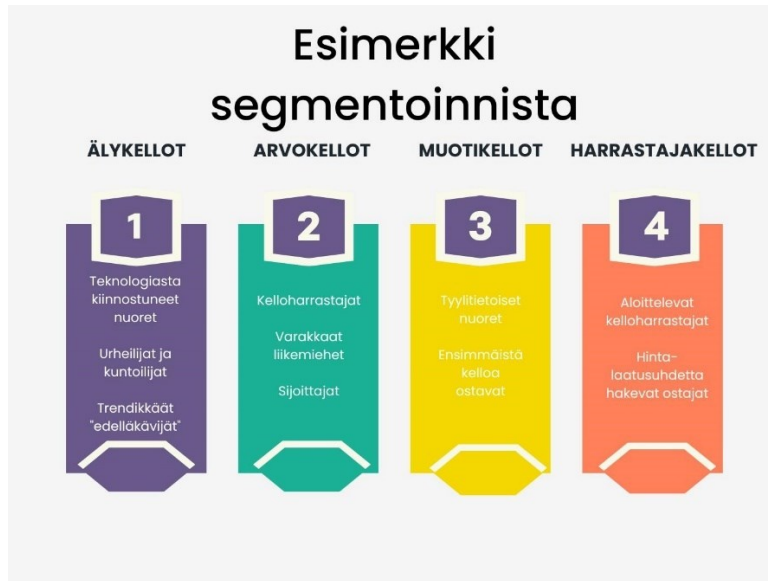 Esimerkki
segmentoinnista
ÄLYKELLOT
ARVOKELLOT
MUOTIKELLOT
HARRASTAJAKELLOT
1
Teknologiasta
kiinnostuneet
nuoret
Urheilijat ja
kuntoilijat
Trendikkäät
"edelläkävijät"
2
Kelloharrastajat
Varakkaat
liikemiehet
Sijoittajat
3
Tyylitietoiset
nuoret
Ensimmäistä
kelloa
ostavat
4
Aloittelevat
kelloharrastajat
Hinta-
laatusuhdetta
hakevat ostajat